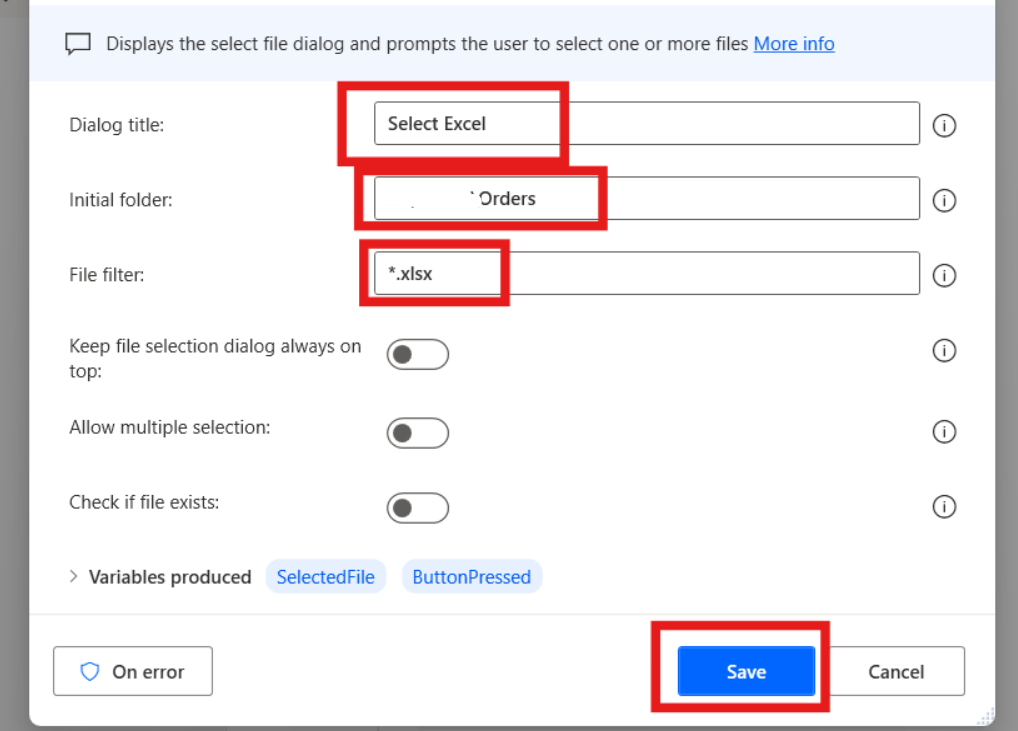 Displays the select file dialog and prompts the user to select one or more files More info
Dialog title:
Select Excel
Initial folder:
Orders
File filter:
*.xlsx
Keep file selection dialog always on
top:
Allow multiple selection:
Check if file exists:
Variables produced SelectedFile ButtonPressed
On error
Save
Cancel